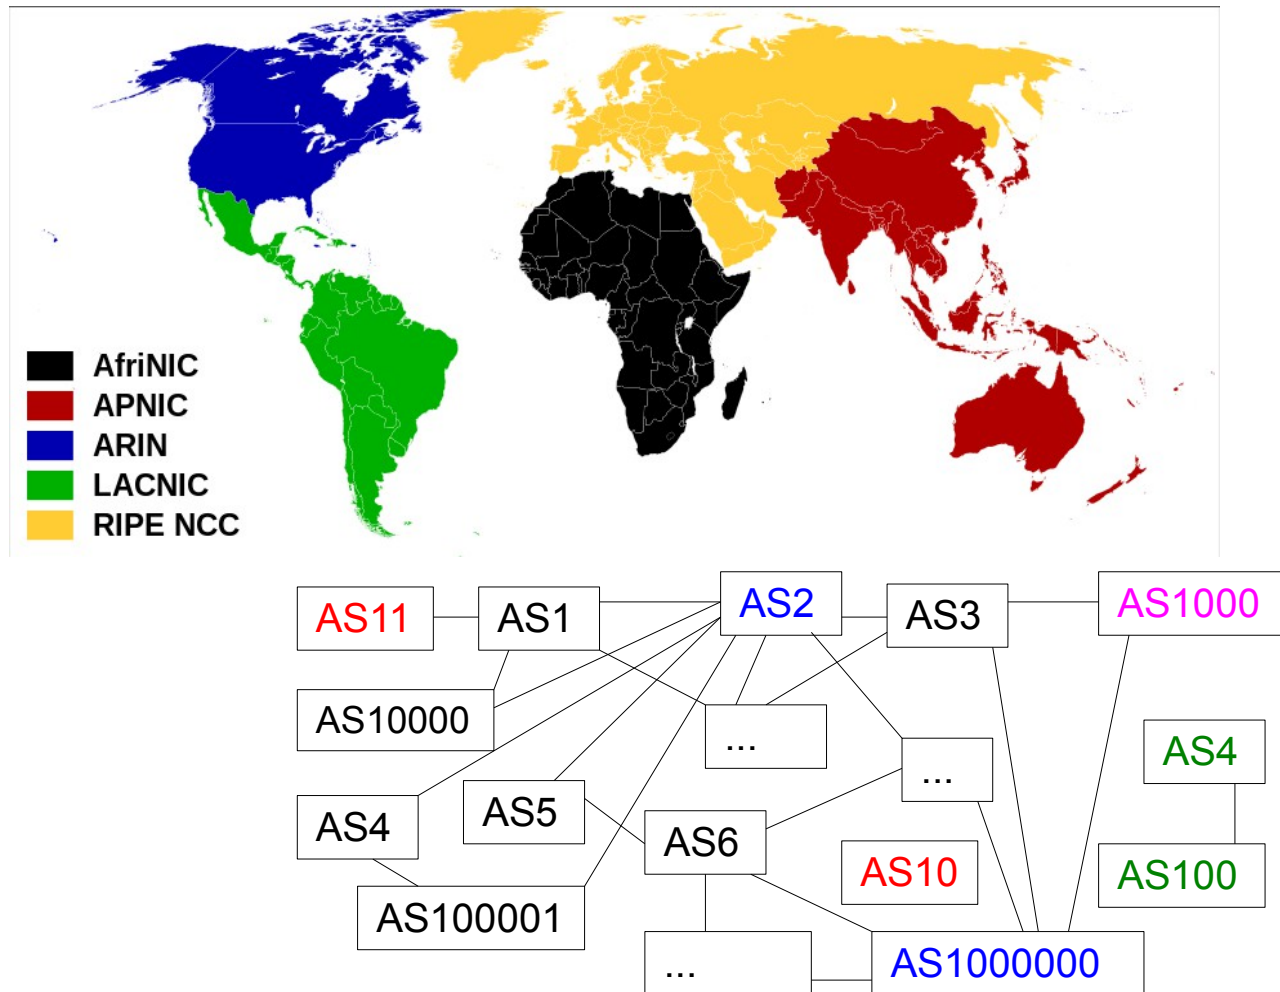 AfriNIC
APNIC
ARIN
LACNIC
RIPE NCC
AS11
AS1
AS2
AS3
AS1000
AS10000
...
...
AS4
AS4
AS5
AS6
AS10
AS100
AS100001
...
AS1000000